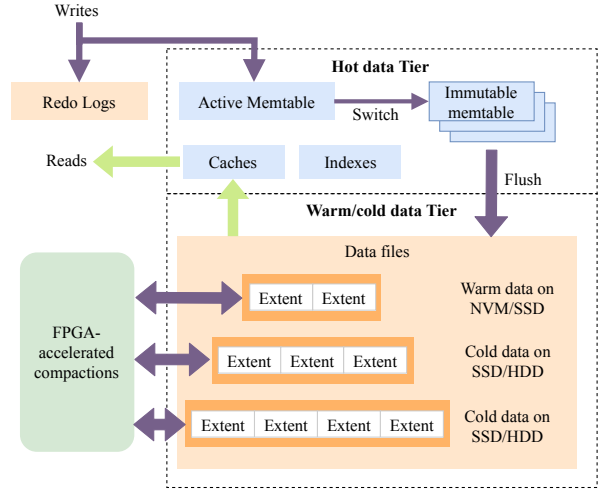 Writes
Hot data Tier
Redo Logs
Active Memtable
Switch
Immutable
memtable
Reads
Caches
Indexes
Flush
Warm/cold data Tier
Data files
FPGA-
accelerated
compactions
Extent Extent
Warm data on
NVM/SSD
Extent Extent Extent
Cold data on
SSD/HDD
Extent Extent Extent Extent
Cold data on
SSD/HDD